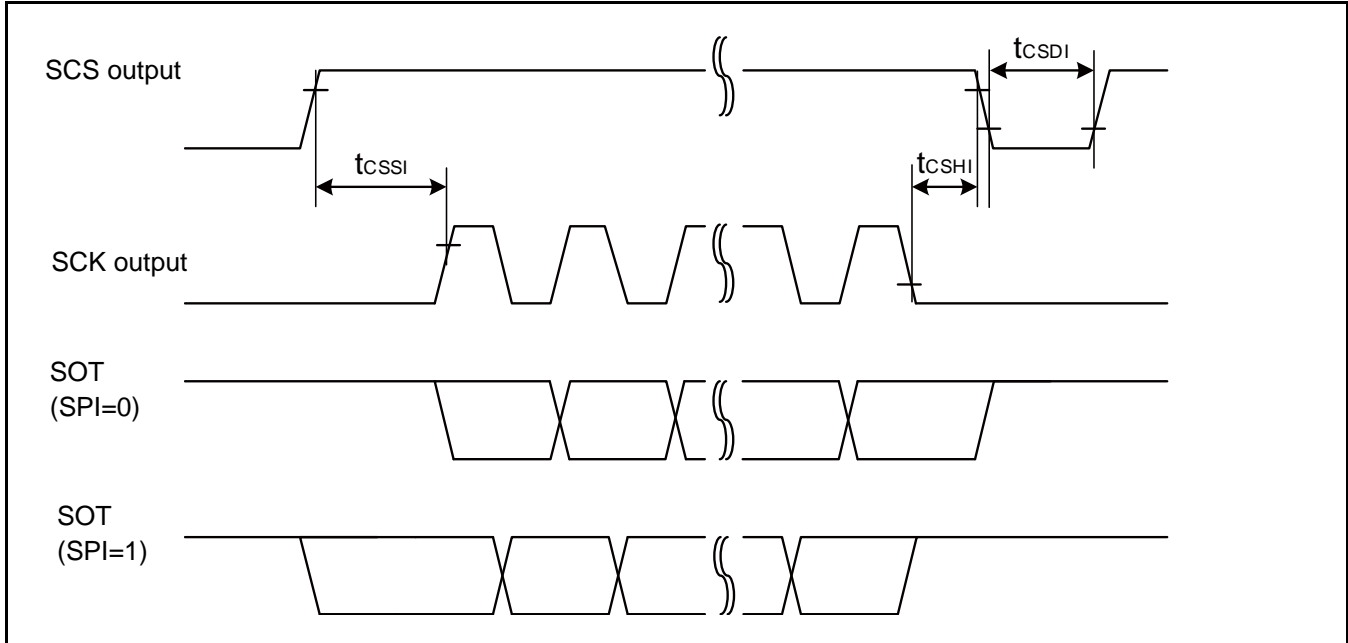 SCS output
tCSDI
tCSSI
tCSHI
SCK output
SOT
(SPI=0)
SOT
(SPI=1)